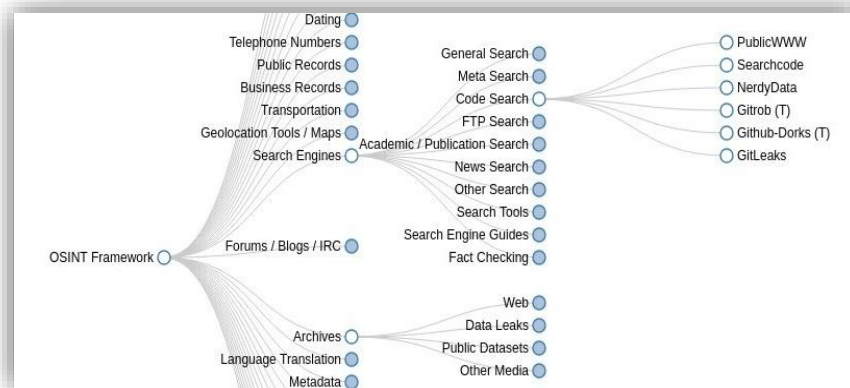 Dating
Telephone Numbers
Public Records
Business Records
Transportation
Geolocation Tools / Maps
Search Engines
OSINT Framework
Forums / Blogs / IRC
Archives
Language Translation
Metadata
General Search
Meta Search
Code Search
FTP Search
Academic / Publication Search
News Search
Other Search
Search Tools
Search Engine Guides
Fact Checking
Web
Data Leaks
Public Datasets
Other Media
PublicWWW
Searchcode
NerdyData
Gitrob (T)
Github-Dorks (T)
GitLeaks